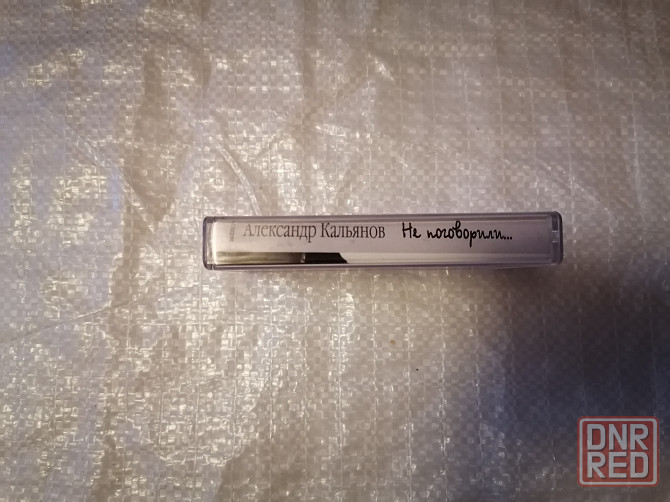 Александр Кальянов Не поговорили...
DNR
RED